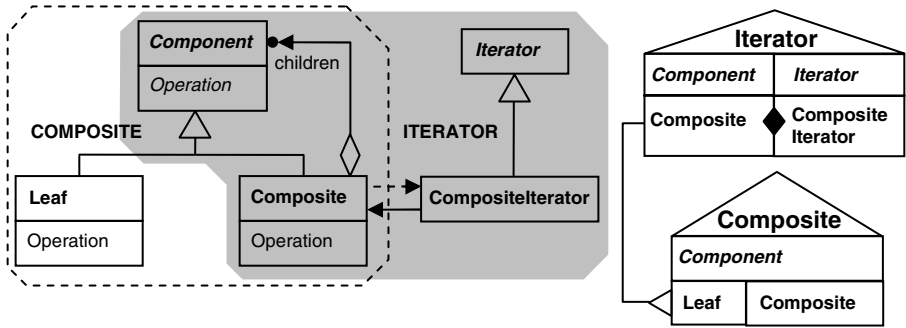 Component
Operation
children
Iterator
COMPOSITE
ITERATOR
Leaf
Operation
Composite
Operation
CompositeIterator
Iterator
Component
Iterator
Composite
Composite
Iterator
Composite
Component
Leaf
Composite